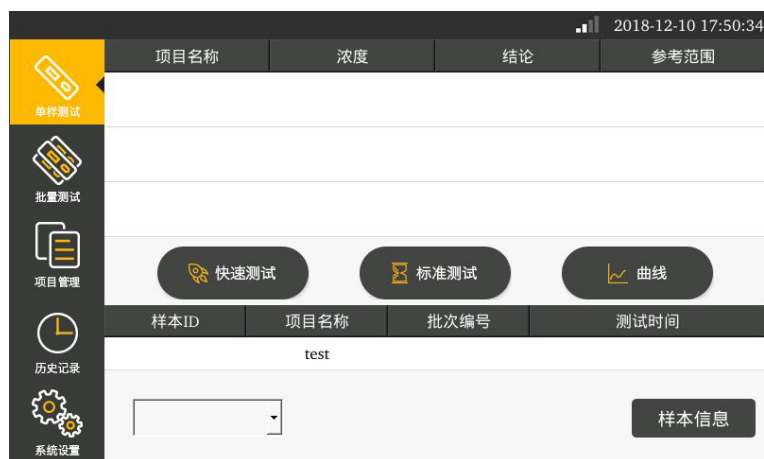 2018-12-10 17:50:34
项目名称 浓度 结论 参考范围
单样测试
批量测试
项目管理
快速测试 标准测试 曲线
样本ID 项目名称 批次编号 测试时间
test
历史记录
样本信息
系统设置